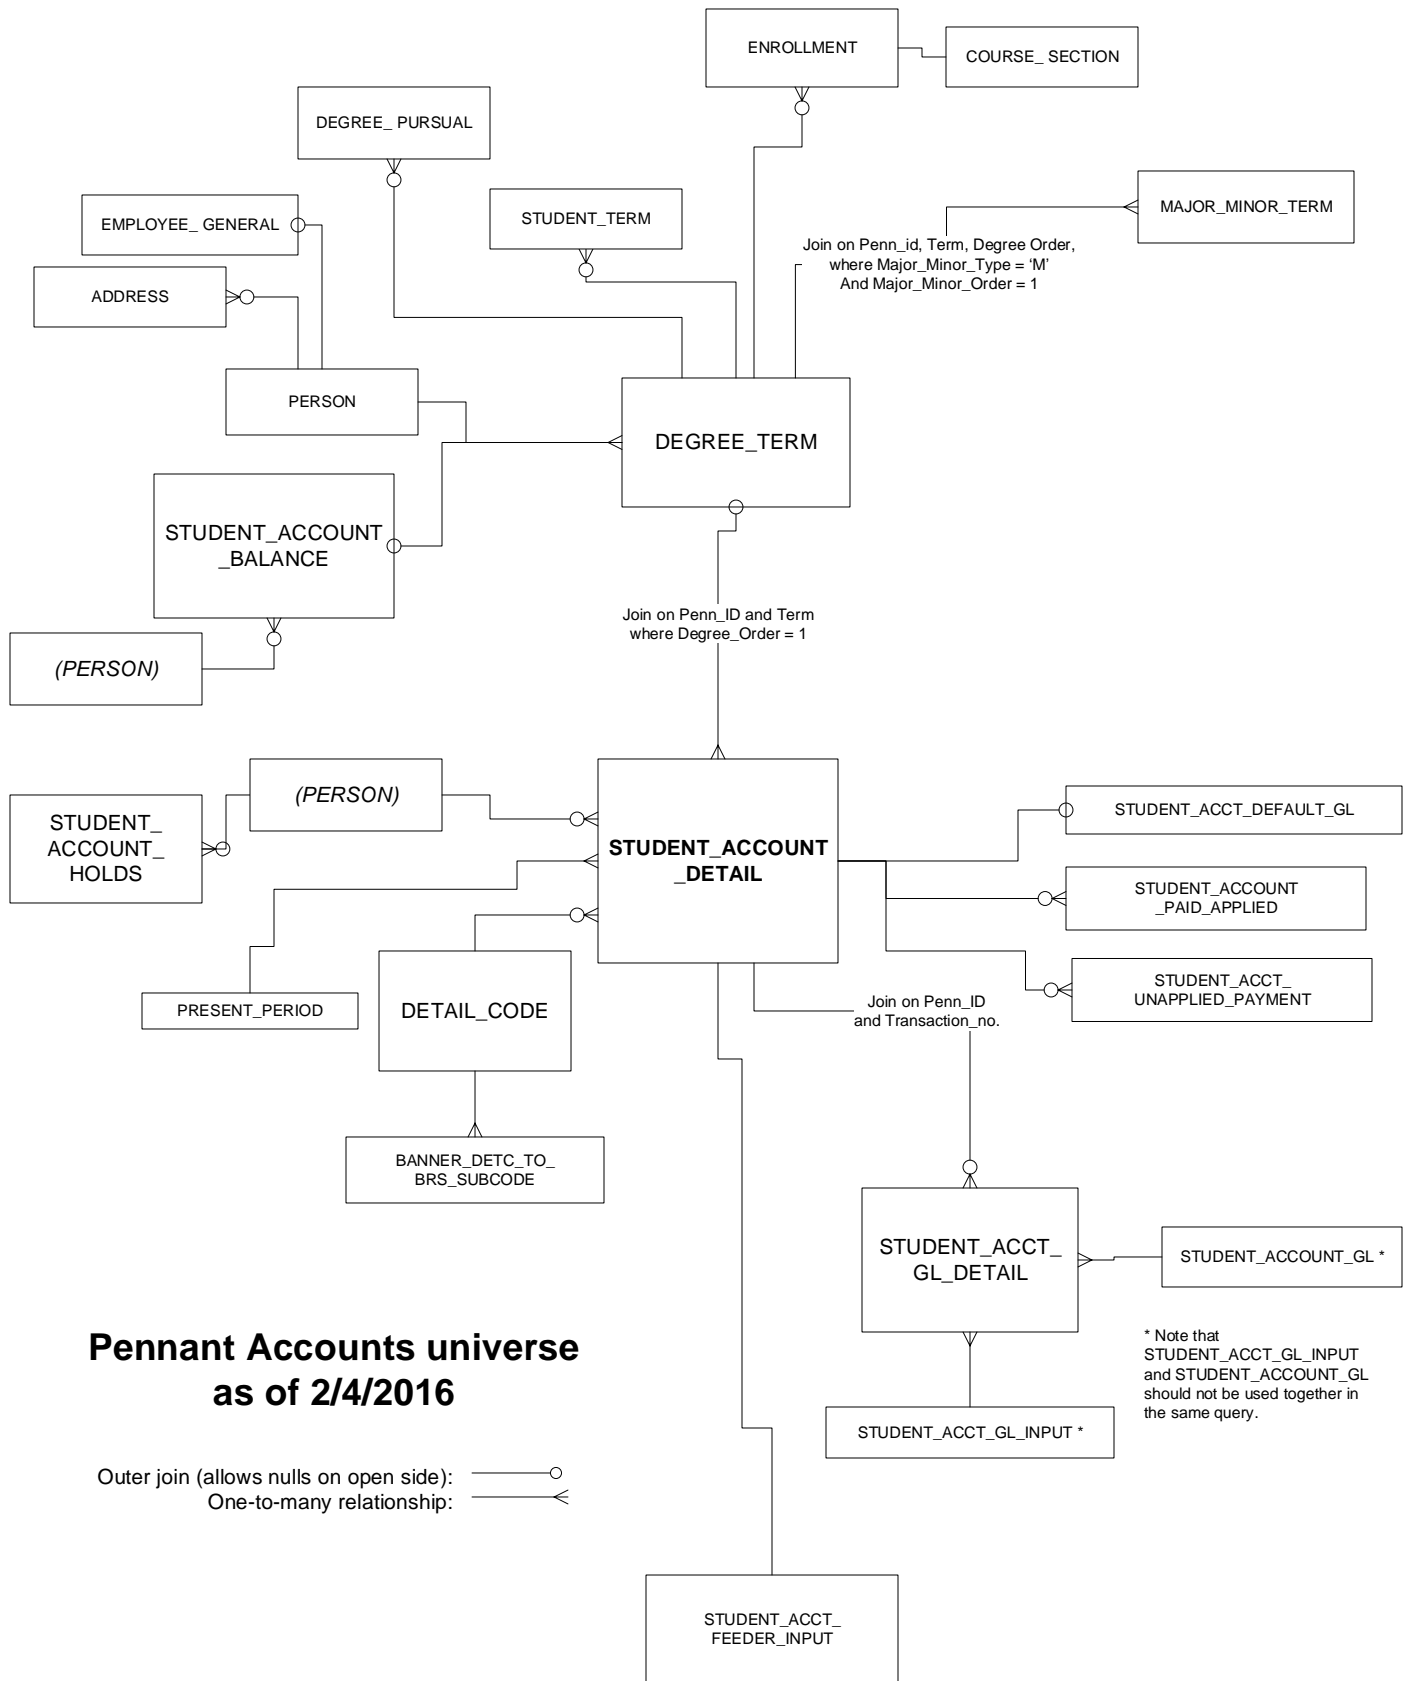 ENROLLMENT
COURSE_ SECTION
DEGREE_ PURSUAL
STUDENT_TERM
MAJOR_MINOR_TERM
EMPLOYEE_ GENERAL
Join on Penn_id, Term, Degree Order,
where Major_Minor_Type = ‘M’
And Major_Minor_Order = 1
ADDRESS
PERSON
DEGREE_TERM
STUDENT_ACCOUNT
_BALANCE
Join on Penn_ID and Term
where Degree_Order = 1
(PERSON)
(PERSON)
STUDENT_
ACCOUNT_
HOLDS
STUDENT_ACCOUNT
_DETAIL
STUDENT_ACCT_DEFAULT_GL
STUDENT_ACCOUNT
_PAID_APPLIED
STUDENT_ACCT_
UNAPPLIED_PAYMENT
PRESENT_PERIOD
DETAIL_CODE
Join on Penn_ID
and Transaction_no.
BANNER_DETC_TO_
BRS_SUBCODE
STUDENT_ACCT_
GL_DETAIL
STUDENT_ACCOUNT_GL *
* Note that
STUDENT_ACCT_GL_INPUT
and STUDENT_ACCOUNT_GL
should not be used together in
the same query.
STUDENT_ACCT_GL_INPUT *
Pennant Accounts universe
as of 2/4/2016
Outer join (allows nulls on open side):
One-to-many relationship:
STUDENT_ACCT_
FEEDER_INPUT